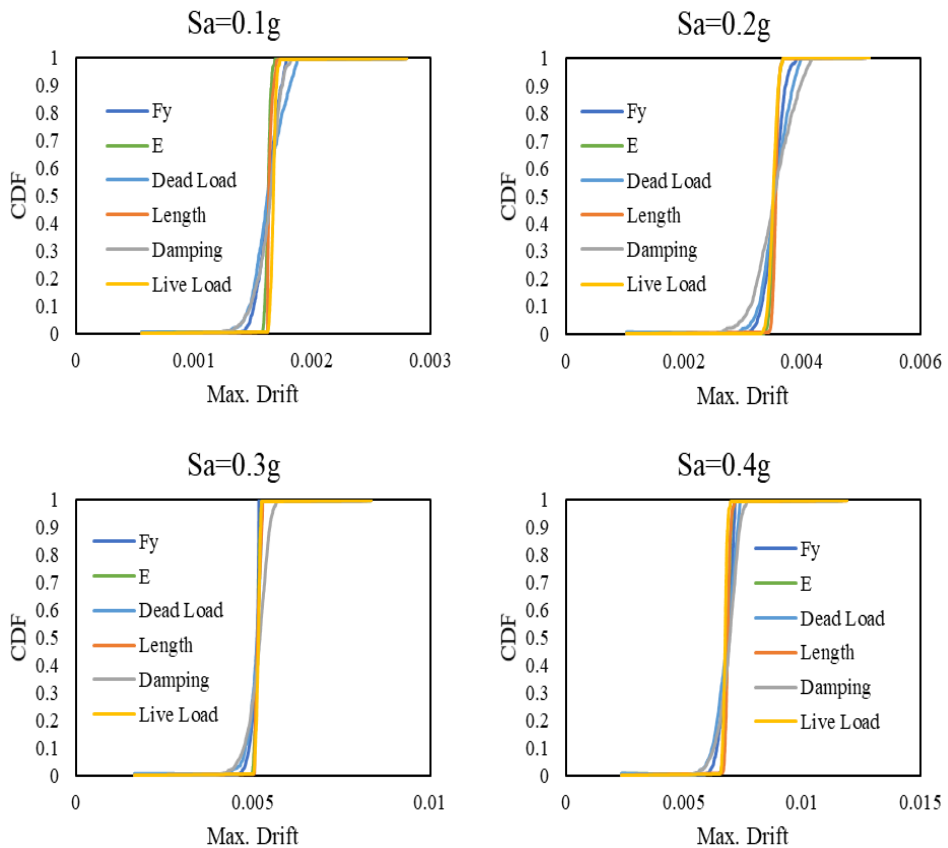 Sa=0.1g
1
0.9
0.8
0.7
0.6
0.5
0.4
0.3
0.2
0.1
0
CDF
Fy
E
Dead Load
Length
Damping
Live Load
0
0.001
0.002
0.003
Max. Drift
Sa=0.2g
1
0.9
0.8
0.7
0.6
0.5
0.4
0.3
0.2
0.1
0
CDF
Fy
E
Dead Load
Length
Damping
Live Load
0
0.002
0.004
0.006
Max. Drift
Sa=0.3g
1
0.9
0.8
0.7
0.6
0.5
0.4
0.3
0.2
0.1
0
CDF
Fy
E
Dead Load
Length
Damping
Live Load
0
0.005
0.01
Max. Drift
Sa=0.4g
1
0.9
0.8
0.7
0.6
0.5
0.4
0.3
0.2
0.1
0
CDF
Fy
E
Dead Load
Length
Damping
Live Load
0
0.005
0.01
0.015
Max. Drift